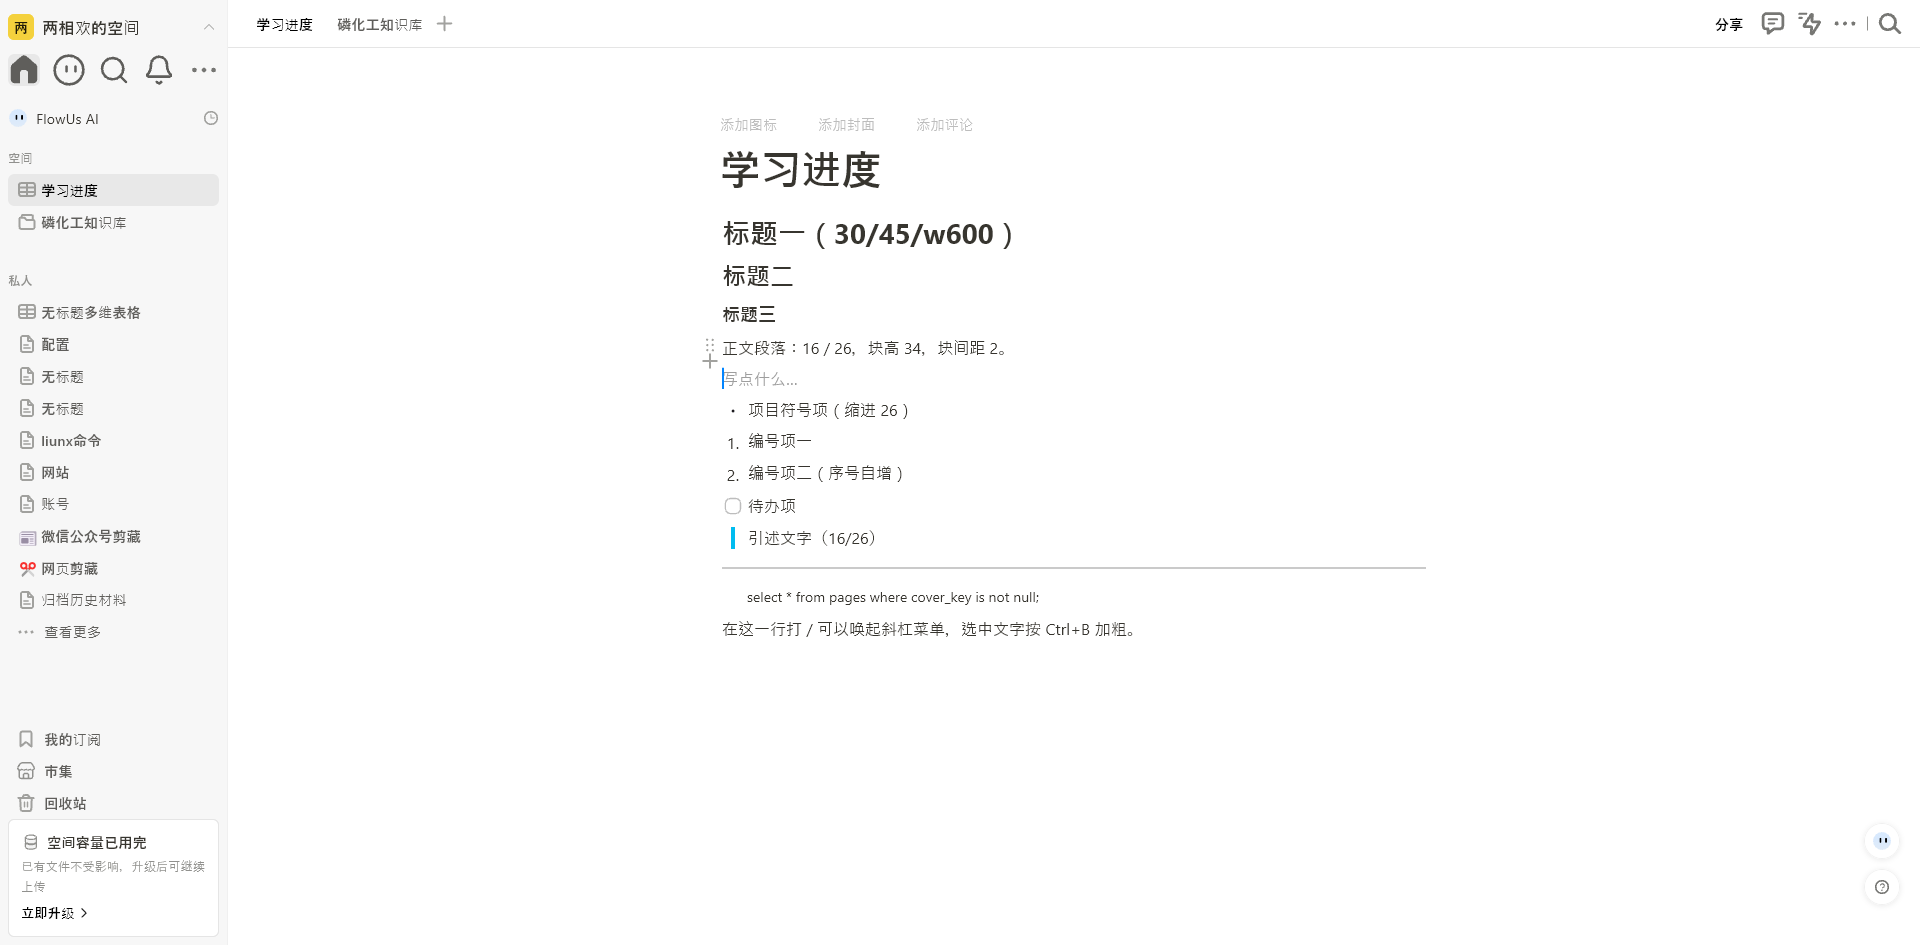 两 两相欢的空间
FlowUs AI
空间
学习进度
磷化工知识库
私人
无标题多维表格
配置
无标题
无标题
liunx命令
网站
账号
微信公众号剪藏
网页剪藏
归档历史材料
查看更多
我的订阅
市集
回收站
空间容量已用完
已有文件不受影响，升级后可继续
上传
立即升级
学习进度 磷化工知识库
分享
添加图标 添加封面 添加评论
学习进度
标题一（30/45/w600）
标题二
标题三
正文段落：16 / 26，块高 34，块间距 2。
写点什么...
• 项目符号项（缩进 26）
1. 编号项一
2. 编号项二（序号自增）
待办项
引述文字（16/26）
select * from pages where cover_key is not null;
在这一行打 / 可以唤起斜杠菜单，选中文字按 Ctrl+B 加粗。